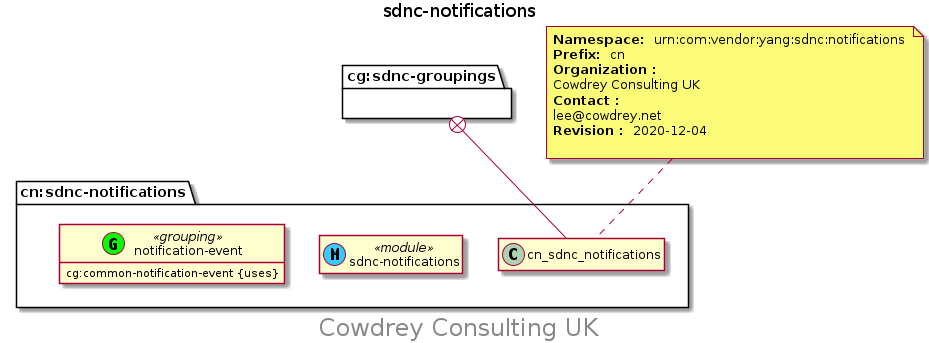 sdnc-notifications
Namespace: urn:com:vendor:yang:sdnc:notifications
Prefix: cn
Organization :
Cowdrey Consulting UK
Contact :
lee@cowdrey.net
Revision : 2020-12-04
cg:sdnc-groupings
cn:sdnc-notifications
G
«grouping»
notification-event
cg:common-notification-event {uses}
M
«module»
sdnc-notifications
C
cn_sdnc_notifications
Cowdrey Consulting UK